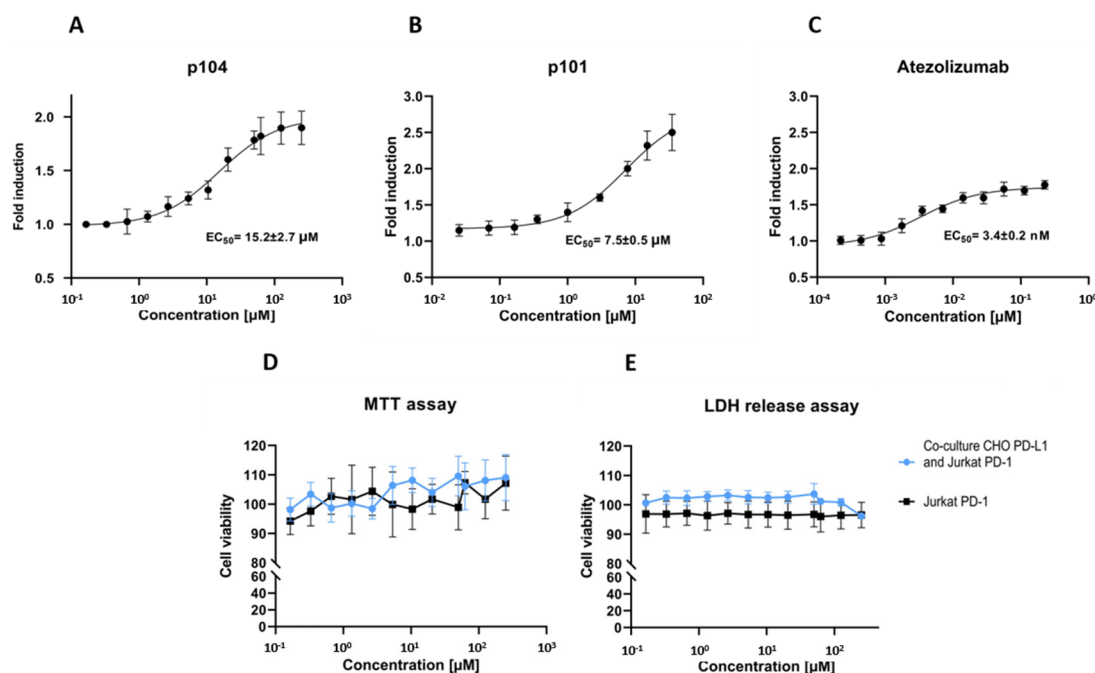 A
B
C
p104
p101
Atezolizumab
Fold induction
2.0
1.5
1.0
0.5
EC50= 15.2±2.7 µM
10-1
100
101
102
103
Concentration [µM]
Fold induction
3.0
2.5
2.0
1.5
1.0
0.5
EC50= 7.5±0.5 µM
10-2
10-1
100
101
102
Concentration [µM]
Fold induction
3.0
2.5
2.0
1.5
1.0
0.5
EC50= 3.4±0.2 nM
10-4
10-3
10-2
10-1
100
Concentration [µM]
D
E
MTT assay
LDH release assay
Cell viability
120
110
100
90
80
60
40
20
0
10-1
100
101
102
103
Concentration [µM]
Cell viability
120
110
100
90
80
60
40
20
0
10-1
100
101
102
Concentration [µM]
Co-culture CHO PD-L1
and Jurkat PD-1
Jurkat PD-1